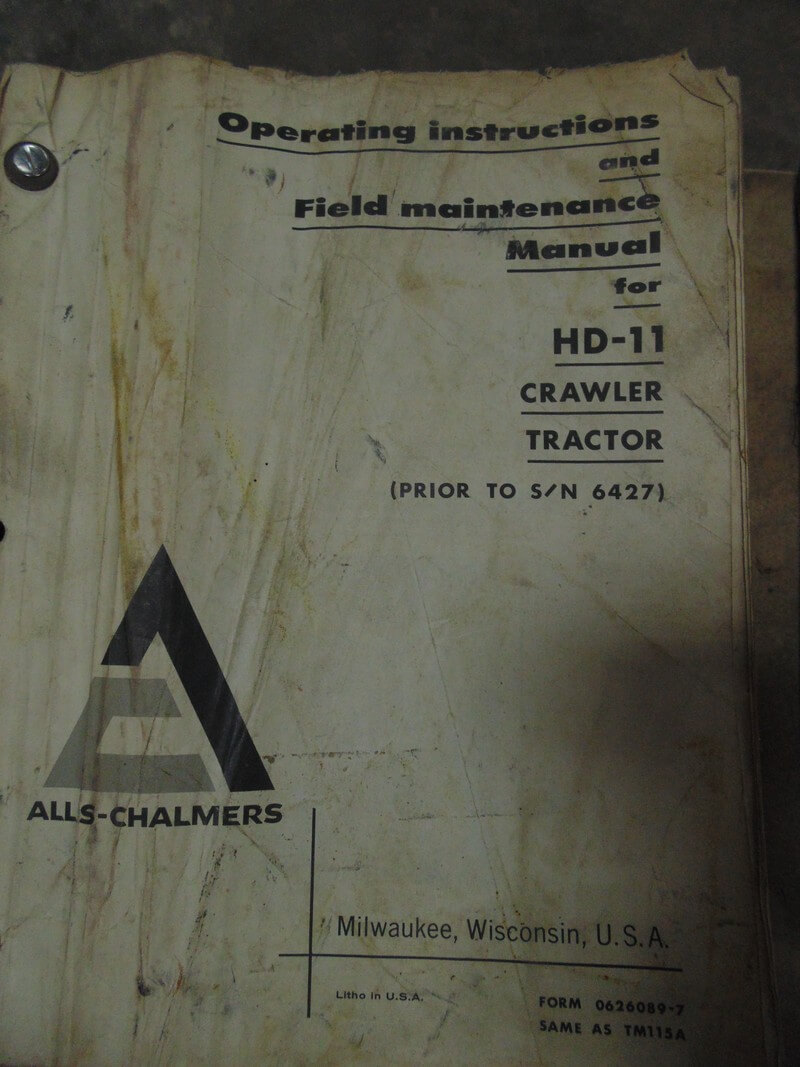 Operating instructions
and
Field maintenance
Manual
for
HD-11
CRAWLER
TRACTOR
(PRIOR TO S/N 6427)
ALLS-CHALMERS
Milwaukee, Wisconsin, U.S.A.
Litho in U.S.A.
FORM 0626089-7
SAME AS TM115A